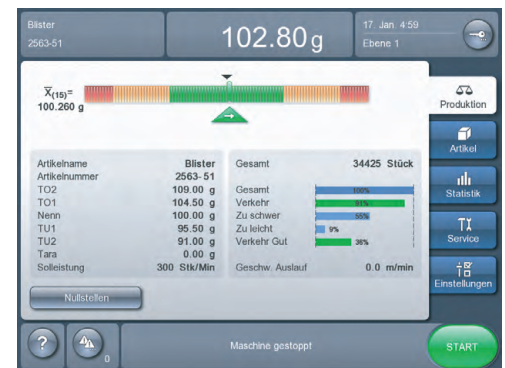 Blister
2563-51
102.80 g
17. Jan 4:59
Ebene 1
X(15)=
100.260 g
Produktion
Artikel
Statistik
Service
Einstellungen
Artikelname Blister
Artikelnummer 2563-51
TO2 109.00 g
TO1 104.50 g
Nenn 100.00 g
TU1 95.50 g
TU2 91.00 g
Tara 0.00 g
Solleistung 300 Stk/Min
Gesamt 34425 Stück
Gesamt 100%
Verkehr 91%
Zu schwer 55%
Zu leicht 9%
Verkehr Gut 36%
Geschw. Auslauf 0.0 m/min
Nullstellen
?
0
Maschine gestoppt
START